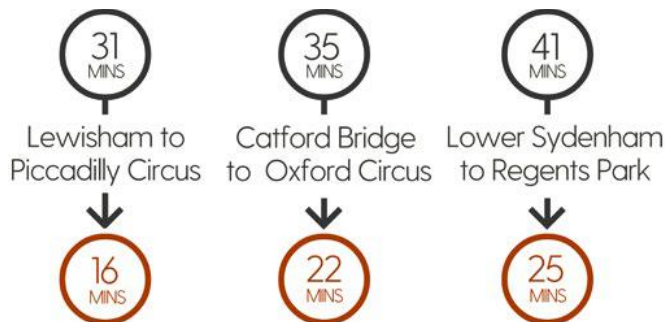 31
MINS
Lewisham to
Piccadilly Circus
16
MINS
35
MINS
Catford Bridge
to Oxford Circus
22
MINS
41
MINS
Lower Sydenham
to Regents Park
25
MINS